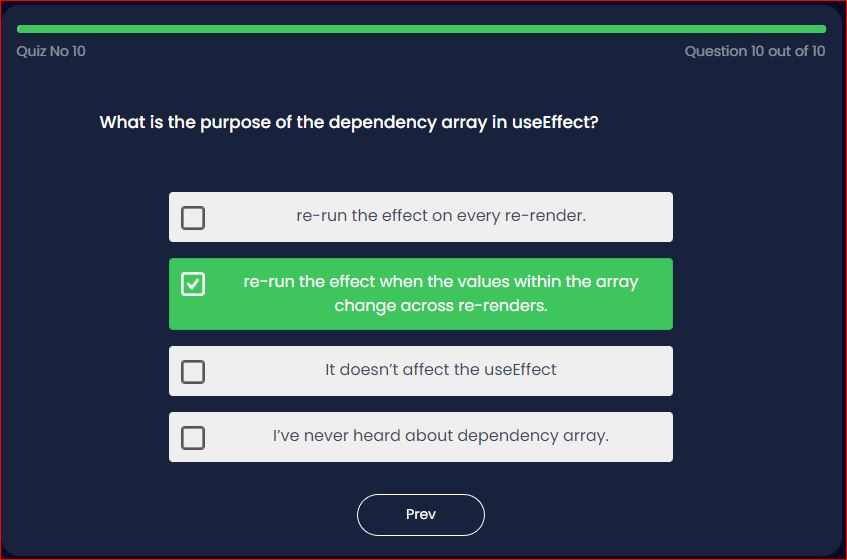 Quiz No 10
Question 10 out of 10
What is the purpose of the dependency array in useEffect?
re-run the effect on every re-render.
re-run the effect when the values within the array
change across re-renders.
It doesn’t affect the useEffect
I’ve never heard about dependency array.
Prev